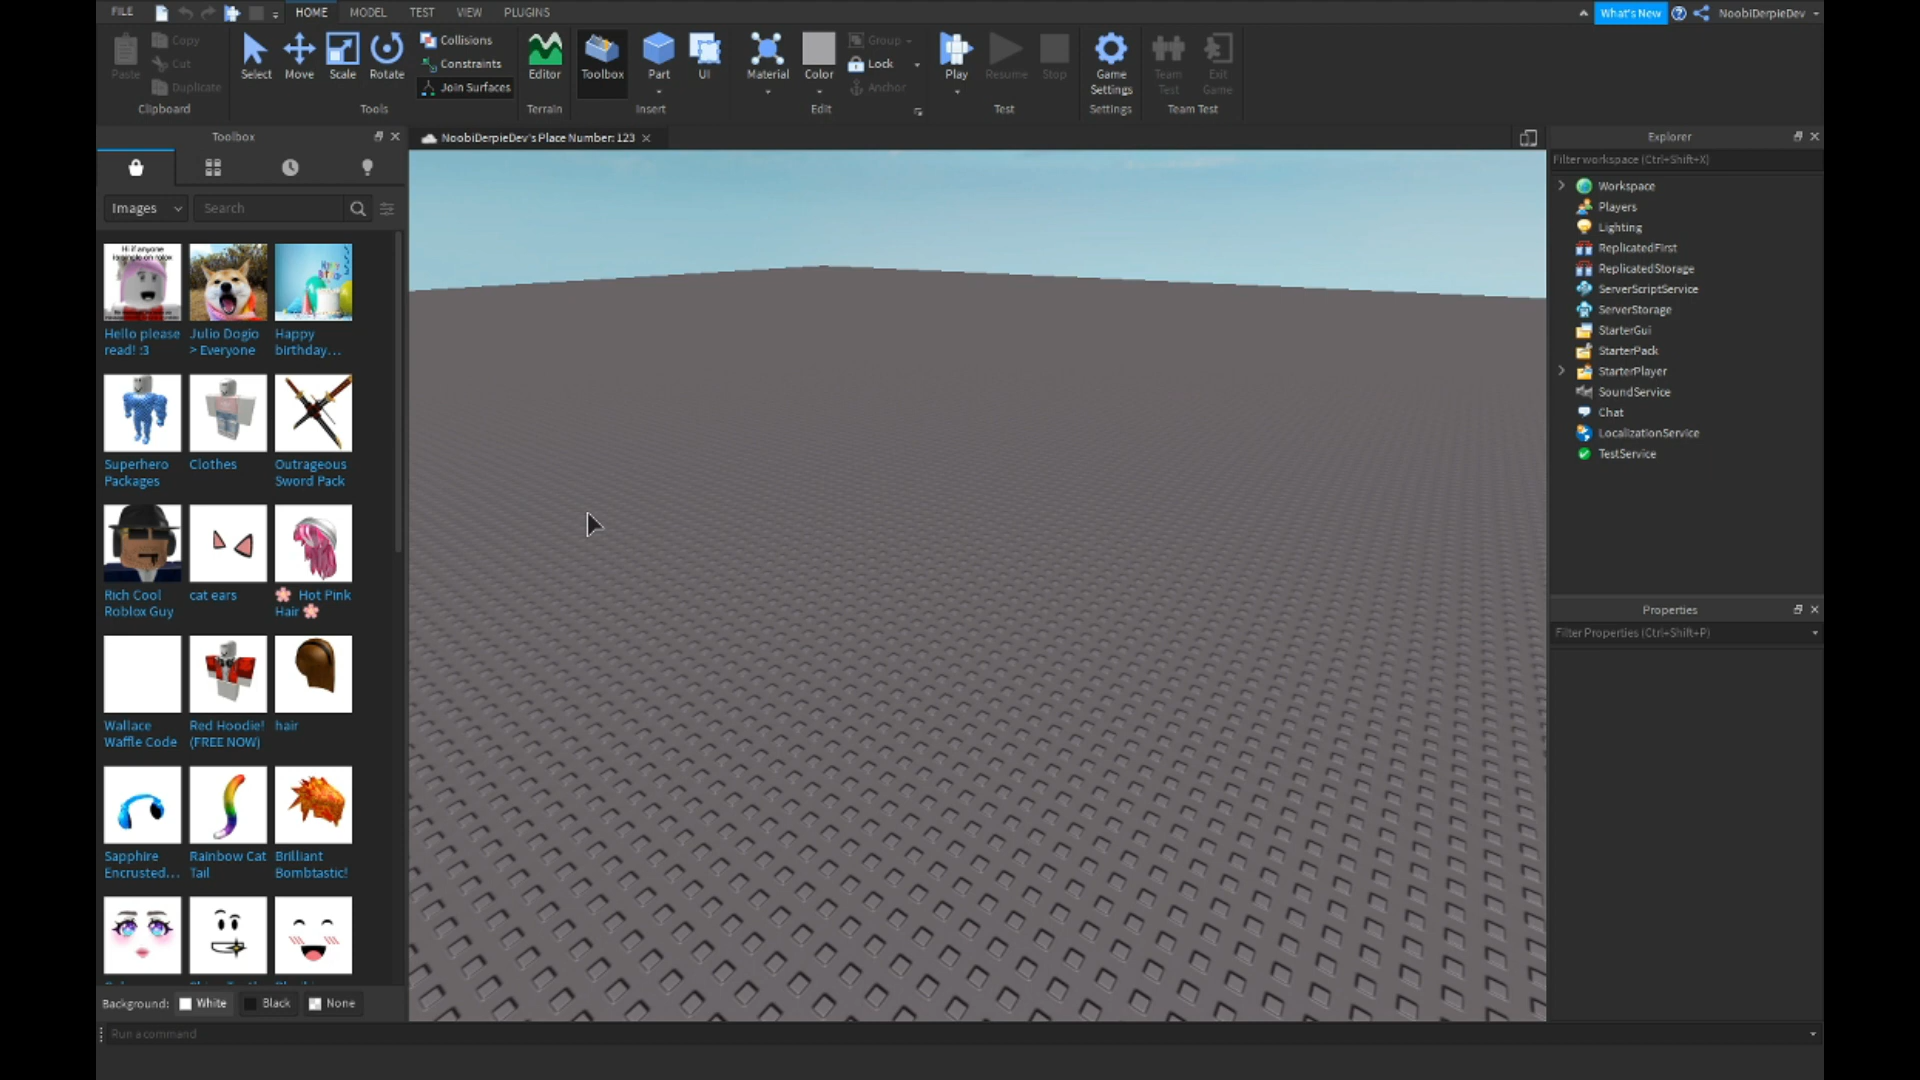 FILE HOME MODEL TEST VIEW PLUGINS What's New NoobiDerpieDev
Paste Copy Cut Duplicate Clipboard
Select Move Scale Rotate Collisions Constraints Join Surfaces Tools
Editor Terrain
Toolbox Part UI Insert
Material Color Group Lock Anchor Edit
Play Resume Stop Test
Game Settings Settings
Team Test Exit Game Team Test
Toolbox
Images Search
Hi if anyone
Hello please read! :3
Julio Dogio > Everyone
Happy birthday...
Superhero Packages
Clothes
Outrageous Sword Pack
Rich Cool Roblox Guy
cat ears
🌸 Hot Pink Hair 🌸
Wallace Waffle Code
Red Hoodie! (FREE NOW)
hair
Sapphire Encrusted...
Rainbow Cat Tail
Brilliant Bombtastic!
Background: White Black None
Run a command
NoobiDerpieDev's Place Number: 123
Explorer
Filter workspace (Ctrl+Shift+X)
Workspace
Players
Lighting
ReplicatedFirst
ReplicatedStorage
ServerScriptService
ServerStorage
StarterGui
StarterPack
StarterPlayer
SoundService
Chat
LocalizationService
TestService
Properties
Filter Properties (Ctrl+Shift+P)